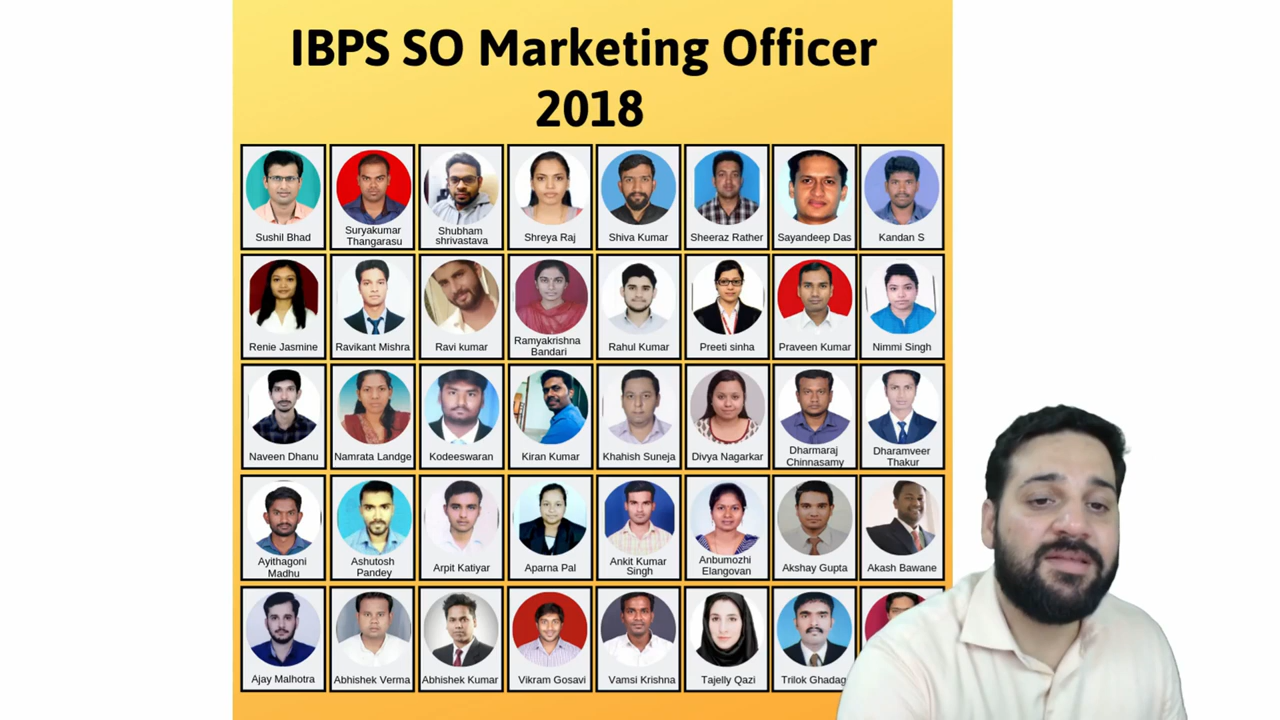 IBPS SO Marketing Officer
2018
Sushil Bhad
Suryakumar
Thangarasu
Shubham
shrivastava
Shreya Raj
Shiva Kumar
Sheeraz Rather
Sayandeep Das
Kandan S
Renie Jasmine
Ravikant Mishra
Ravi kumar
Ramyakrishna
Bandari
Rahul Kumar
Preeti sinha
Praveen Kumar
Nimmi Singh
Naveen Dhanu
Namrata Landge
Kodeeswaran
Kiran Kumar
Khahish Suneja
Divya Nagarkar
Dharmaraj
Chinnasamy
Dharamveer
Thakur
Ayithagoni
Madhu
Ashutosh
Pandey
Arpit Katiyar
Aparna Pal
Ankit Kumar
Singh
Anbumozhi
Elangovan
Akshay Gupta
Akash Bawane
Ajay Malhotra
Abhishek Verma
Abhishek Kumar
Vikram Gosavi
Vamsi Krishna
Tajelly Qazi
Trilok Ghadag